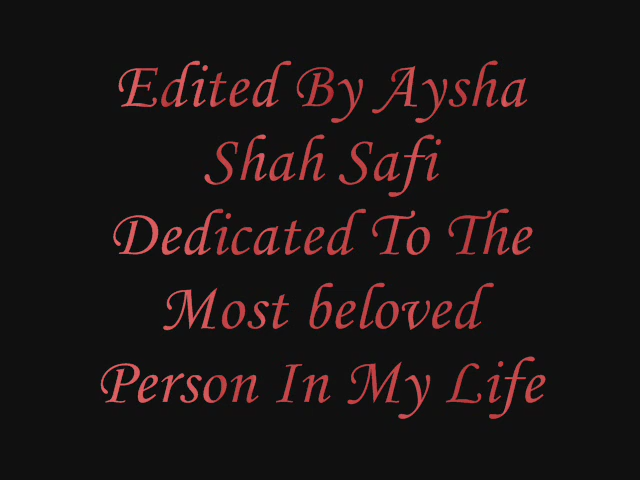 Edited By Aysha
Shah Safi
Dedicated To The
Most beloved
Person In My Life